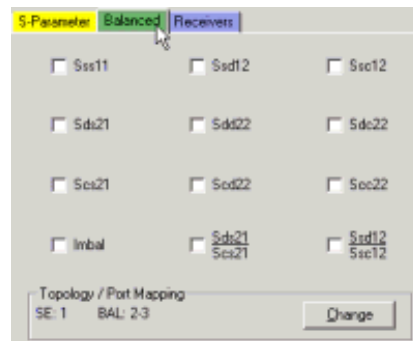 S-Parameter Balanced Receivers
Sss11 Ssd12 Ssc12
Sds21 Sdd22 Sdc22
Scs21 Scd22 Scc22
Imbal Sds21 Ssd12
Scs21 Ssc12
Topology / Port Mapping
SE: 1 BAL: 2-3 Change